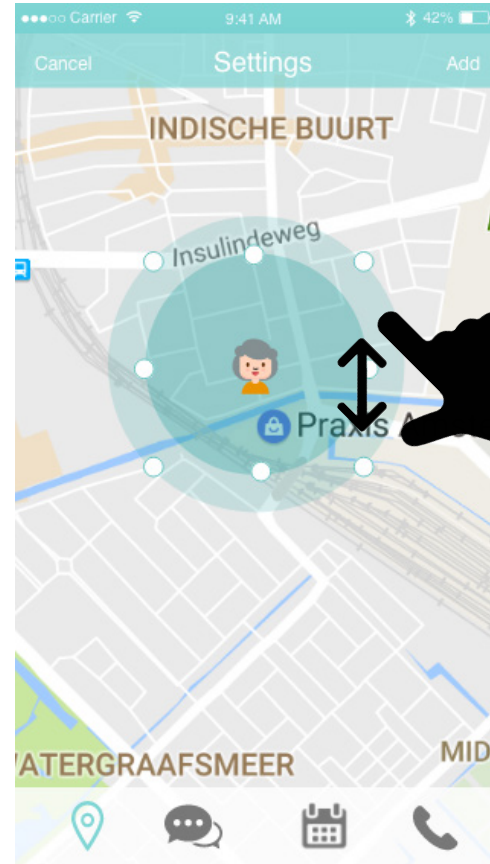 Carrier 9:41 AM 42%
Cancel Settings Add
INDISCHE BUURT
Insulindeweg
Praxis A
WATERGRAAFSMEER
MID